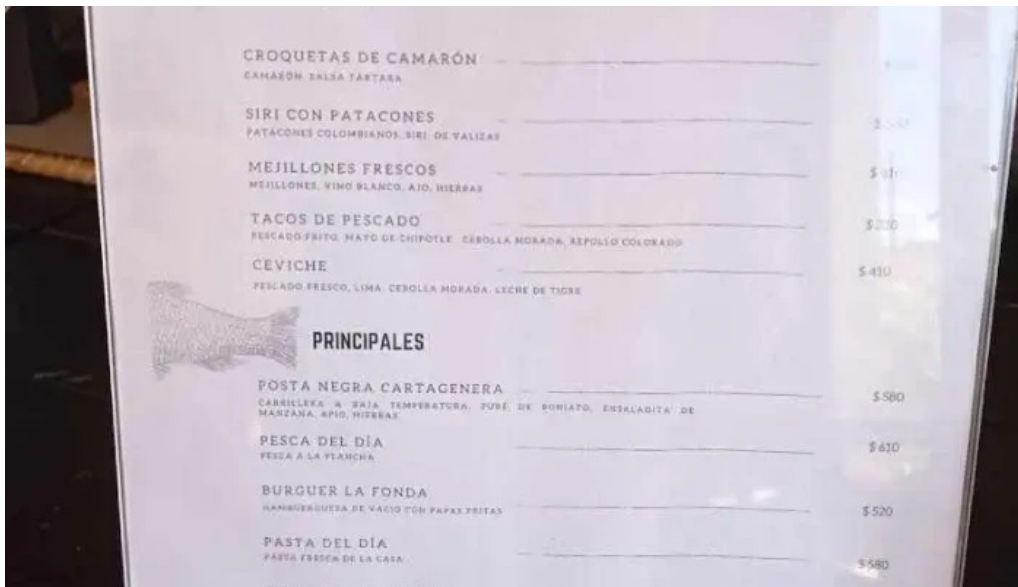 CROQUETAS DE CAMARÓN
CAMARÓN, SALSA TARTARA
SIRI CON PATACONES
PATACONES COLOMBIANOS, SIRI DE VALIZAS
$
MEJILLONES FRESCOS
MEJILLONES, VINO BLANCO, AJO, HIERBAS
$
TACOS DE PESCADO
PESCADO FRITO, MAYO DE CHIPOTLE, CEBOLLA MORADA, REPOLLO COLORADO
$
CEVICHE $410
PESCADO FRESCO, LIMA, CEBOLLA MORADA, LECHE DE TIGRE
PRINCIPALES
POSTA NEGRA CARTAGENERA $580
CARRILLERA A BAJA TEMPERATURA, PURÉ DE BONIATO, ENSALADITA DE
MANZANA, APIO, HIERBAS
PESCA DEL DÍA $610
PESCA A LA PLANCHA
BURGUER LA FONDA $520
HAMBURGUESA DE VACIO CON PAPAS FRITAS
PASTA DEL DÍA $580
PASTA FRESCA DE LA CASA